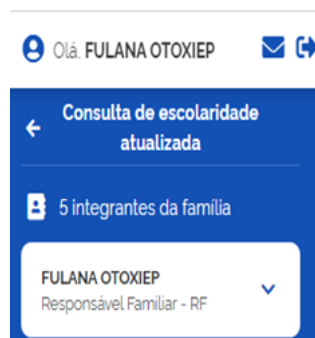 Olá, FULANA OTOXIEP
Consulta de escolaridade
atualizada
5 integrantes da família
FULANA OTOXIEP
Responsável Familiar - RF